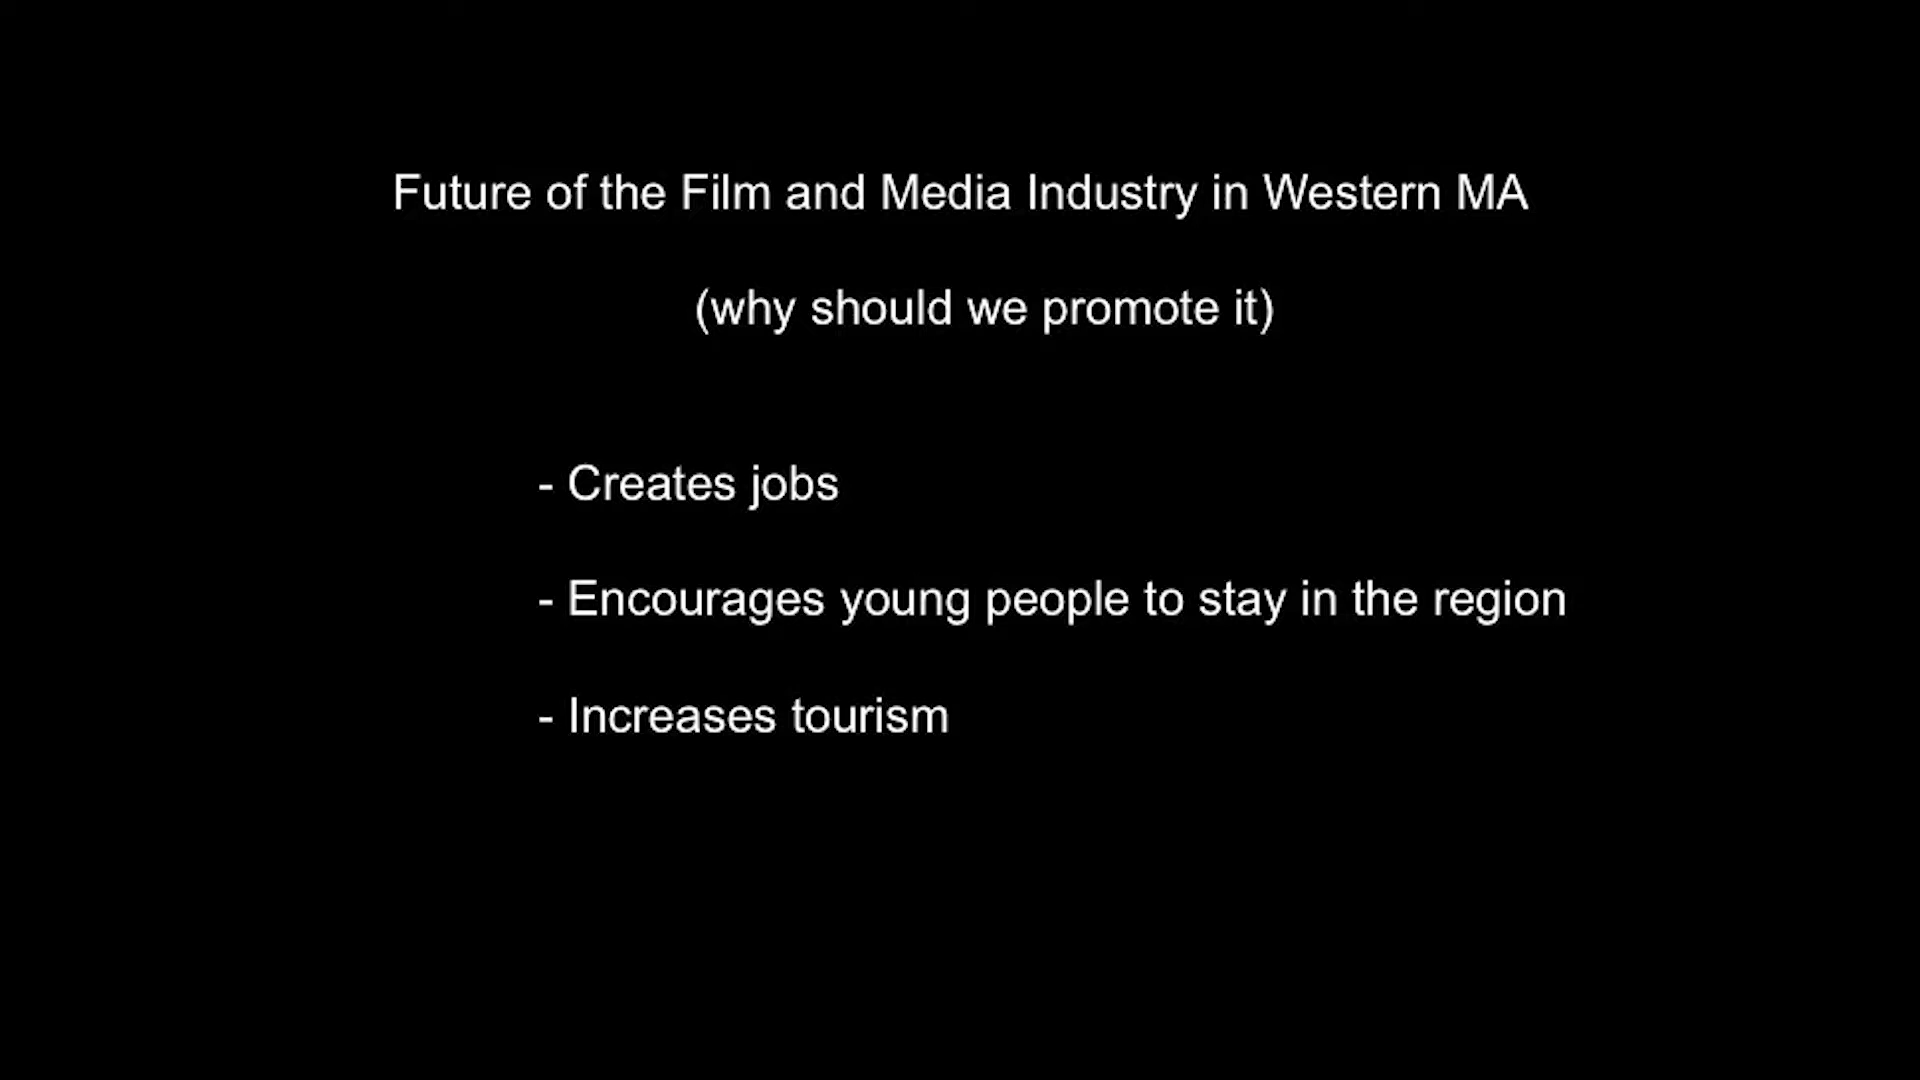 Future of the Film and Media Industry in Western MA
(why should we promote it)
- Creates jobs
- Encourages young people to stay in the region
- Increases tourism